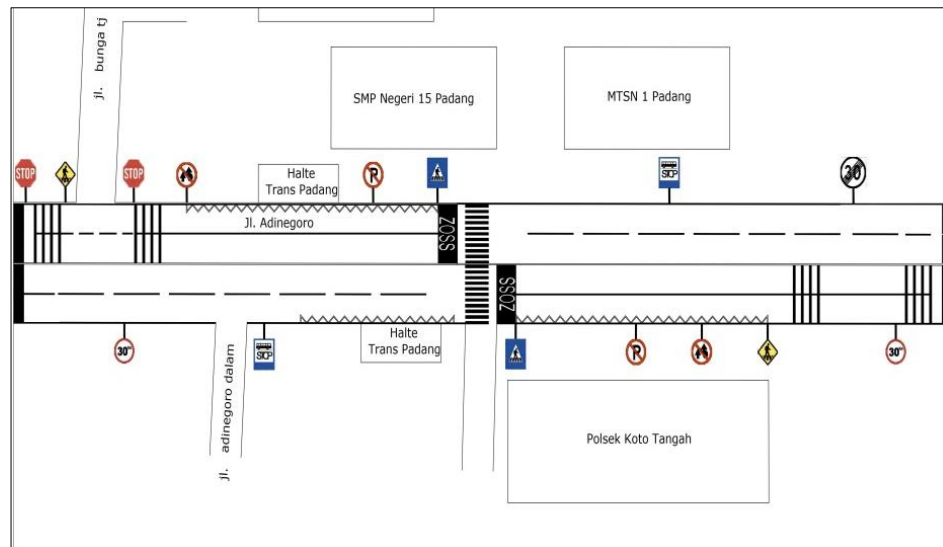 jl. bunga tj
SMP Negeri 15 Padang
MTSN 1 Padang
STOP
STOP
Halte
Trans Padang
P
STOP
30
Jl. Adinegoro
ZOSS
ZOSS
30
STOP
Halte
Trans Padang
P
30
jl. adinegoro dalam
Polsek Koto Tangah